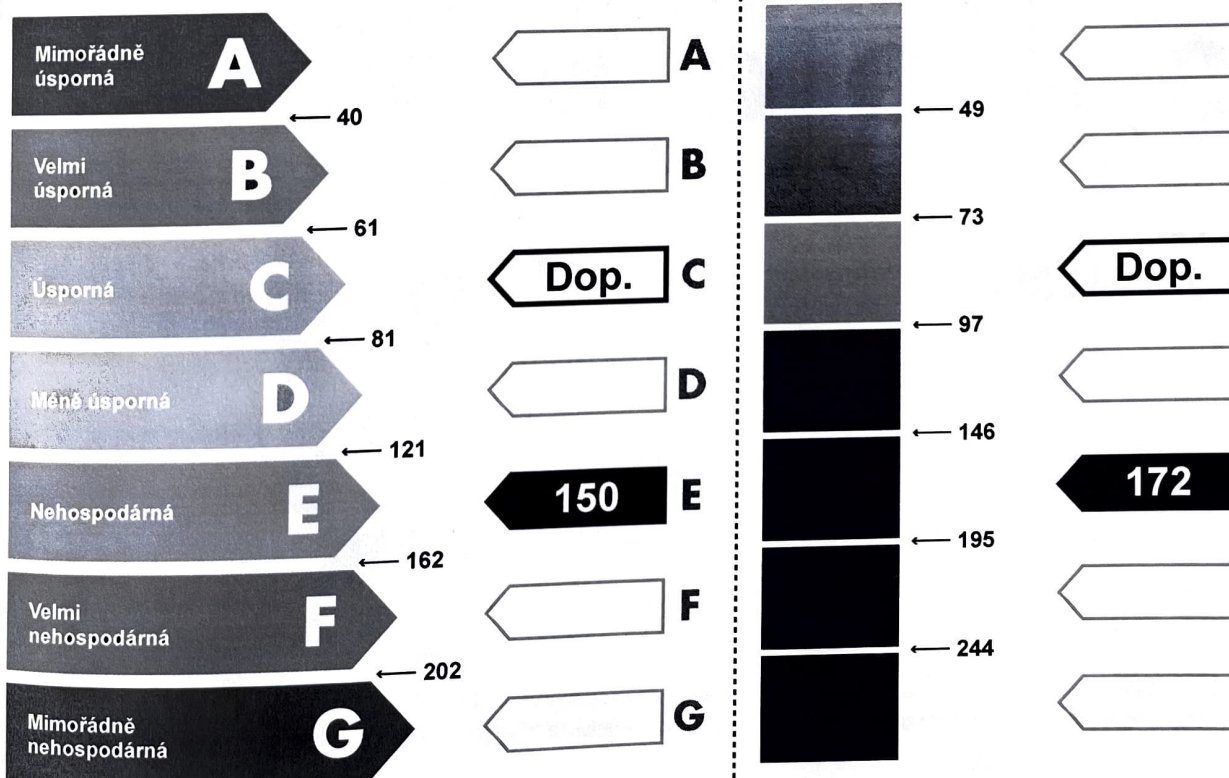 Mimořádně
úsporná
A
A
← 40
← 49
Velmi
úsporná
B
B
← 61
← 73
Úsporná
C
Dop.
C
Dop.
← 81
← 97
Méně úsporná
D
D
← 121
← 146
Nehospodárná
E
150
E
172
← 162
← 195
Velmi
nehospodárná
F
F
← 202
← 244
Mimořádně
nehospodárná
G
G